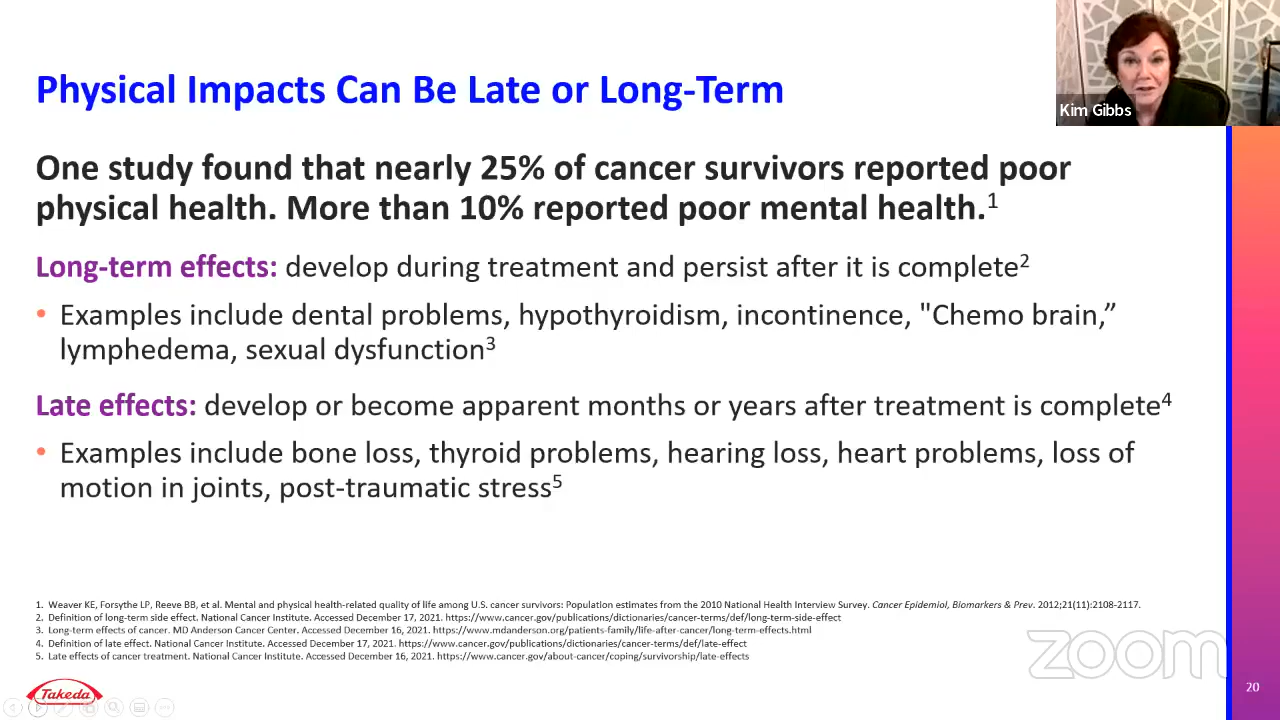 Physical Impacts Can Be Late or Long-Term
Kim Gibbs
One study found that nearly 25% of cancer survivors reported poor
physical health. More than 10% reported poor mental health.1
Long-term effects: develop during treatment and persist after it is complete2
• Examples include dental problems, hypothyroidism, incontinence, "Chemo brain,”
lymphedema, sexual dysfunction3
Late effects: develop or become apparent months or years after treatment is complete4
• Examples include bone loss, thyroid problems, hearing loss, heart problems, loss of
motion in joints, post-traumatic stress5
1. Weaver KE, Forsythe LP, Reeve BB, et al. Mental and physical health-related quality of life among U.S. cancer survivors: Population estimates from the 2010 National Health Interview Survey. Cancer Epidemiol, Biomarkers & Prev. 2012;21(11):2108-2117.
2. Definition of long-term side effect. National Cancer Institute. Accessed December 17, 2021. https://www.cancer.gov/publications/dictionaries/cancer-terms/def/long-term-side-effect
3. Long-term effects of cancer. MD Anderson Cancer Center. Accessed December 16, 2021. https://www.mdanderson.org/patients-family/life-after-cancer/long-term-effects.html
4. Definition of late effect. National Cancer Institute. Accessed December 17, 2021. https://www.cancer.gov/publications/dictionaries/cancer-terms/def/late-effect
5. Late effects of cancer treatment. National Cancer Institute. Accessed December 16, 2021. https://www.cancer.gov/about-cancer/coping/survivorship/late-effects
zoom
Takeda
20